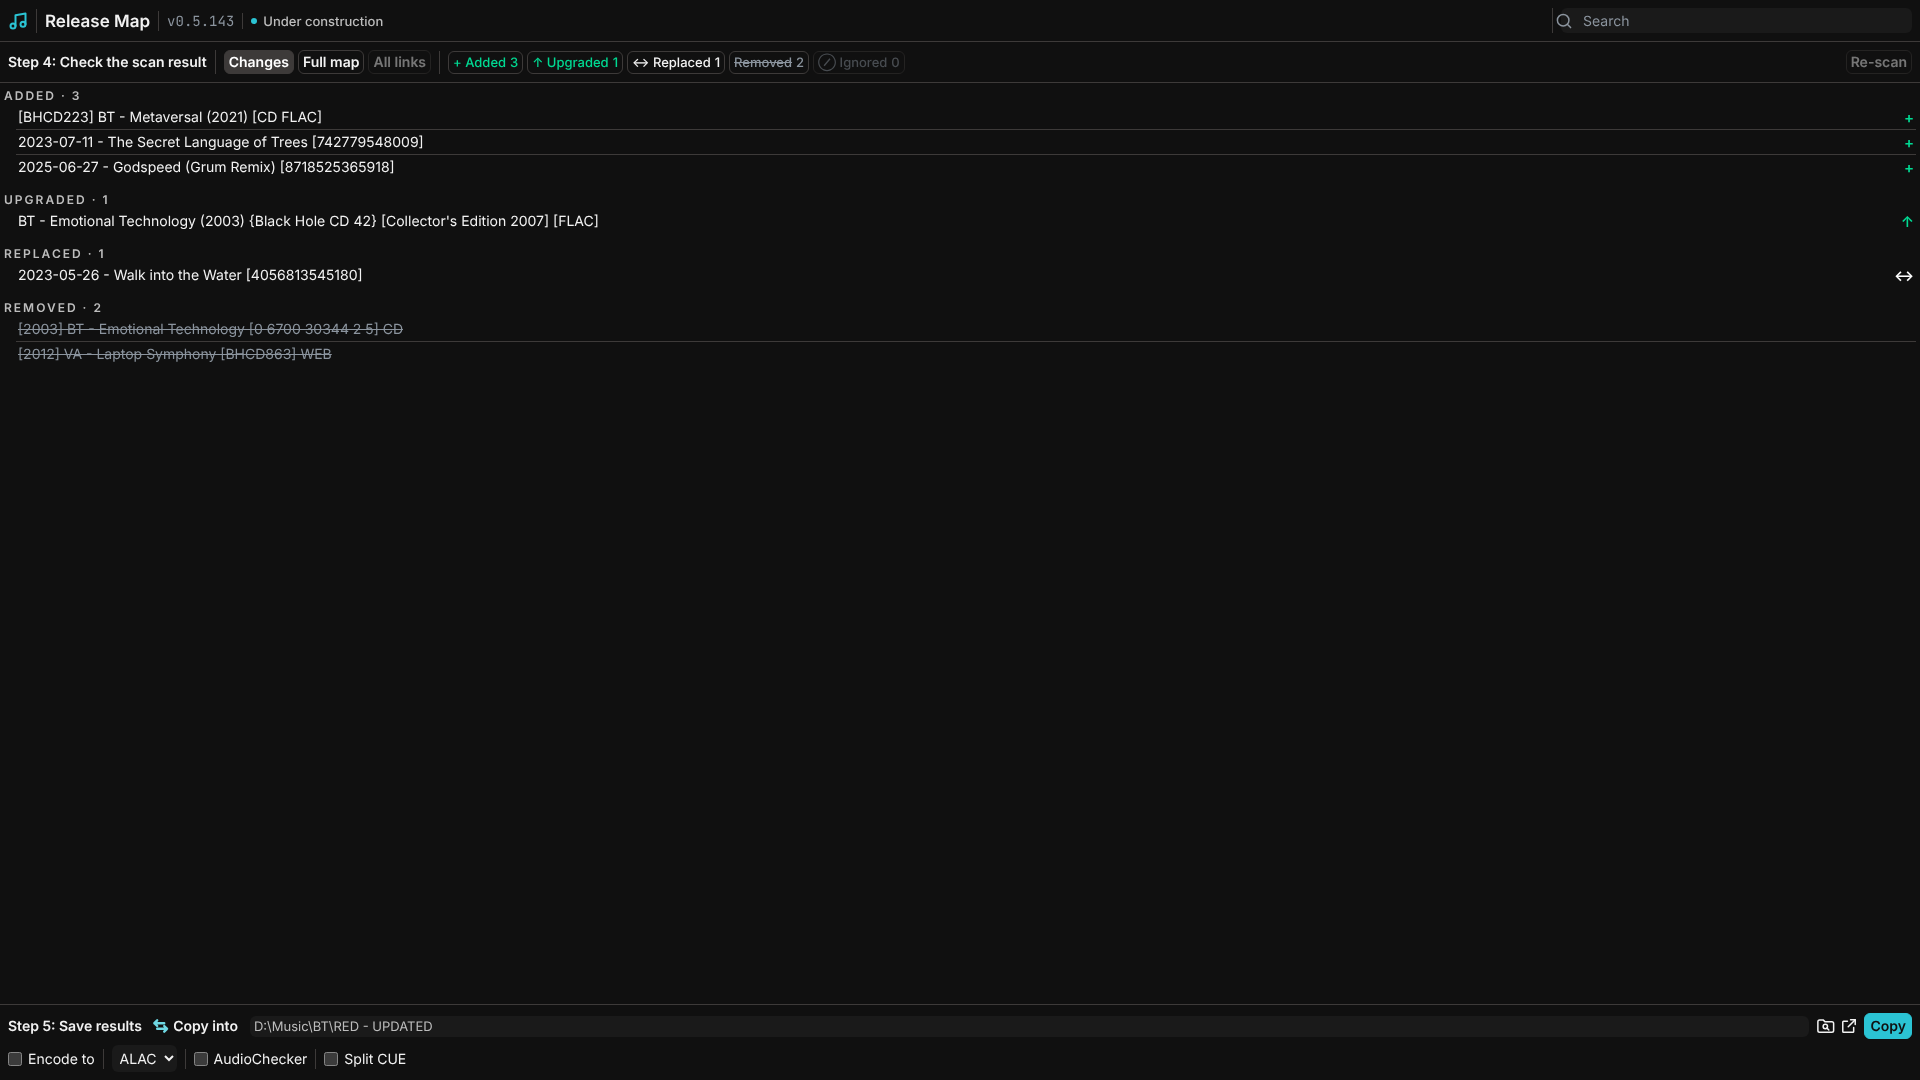 Release Map v0.5.143 Under construction Search
Step 4: Check the scan result Changes Full map All links + Added 3 ↑ Upgraded 1 ↔ Replaced 1 Removed 2 Ignored 0 Re-scan
ADDED · 3
[BHCD223] BT - Metaversal (2021) [CD FLAC] +
2023-07-11 - The Secret Language of Trees [742779548009] +
2025-06-27 - Godspeed (Grum Remix) [8718525365918] +
UPGRADED · 1
BT - Emotional Technology (2003) {Black Hole CD 42} [Collector's Edition 2007] [FLAC] ↑
REPLACED · 1
2023-05-26 - Walk into the Water [4056813545180] ↔
REMOVED · 2
[2003] BT - Emotional Technology [0 6700 30344 2 5] CD
[2012] VA - Laptop Symphony [BHCD863] WEB
Step 5: Save results Copy into D:\Music\BT\RED - UPDATED Copy
Encode to ALAC AudioChecker Split CUE